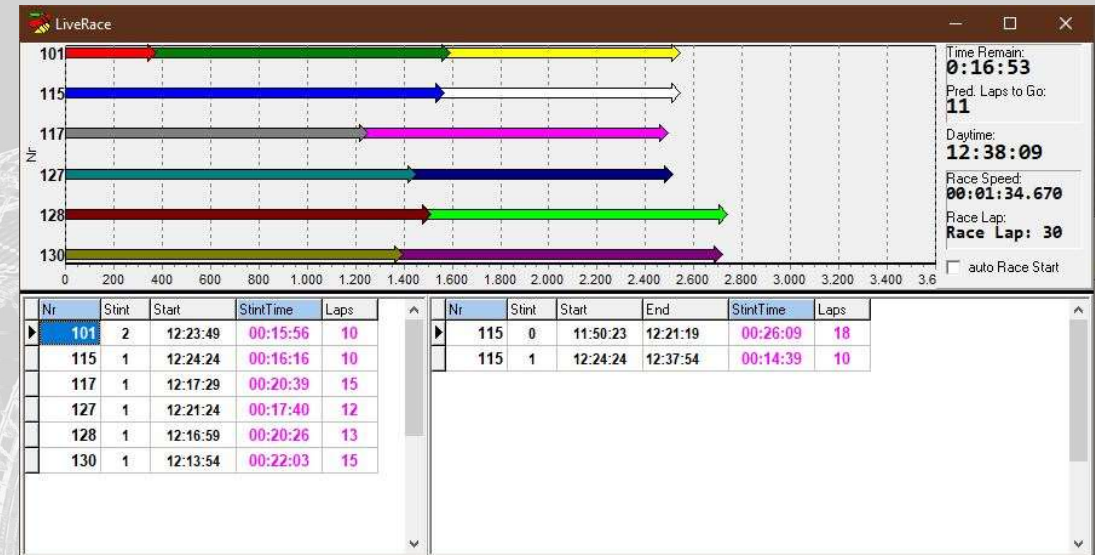 LiveRace
101
115
117
127
128
130
Nr
0 200 400 600 800 1.000 1.200 1.400 1.600 1.800 2.000 2.200 2.400 2.600 2.800 3.000 3.200 3.400 3.6
Time Remain:
0:16:53
Pred. Laps to Go:
11
Daytime:
12:38:09
Race Speed:
00:01:34.670
Race Lap:
Race Lap: 30
auto Race Start
Nr Stint Start StintTime Laps
101 2 12:23:49 00:15:56 10
115 1 12:24:24 00:16:16 10
117 1 12:17:29 00:20:39 15
127 1 12:21:24 00:17:40 12
128 1 12:16:59 00:20:26 13
130 1 12:13:54 00:22:03 15
Nr Stint Start End StintTime Laps
115 0 11:50:23 12:21:19 00:26:09 18
115 1 12:24:24 12:37:54 00:14:39 10